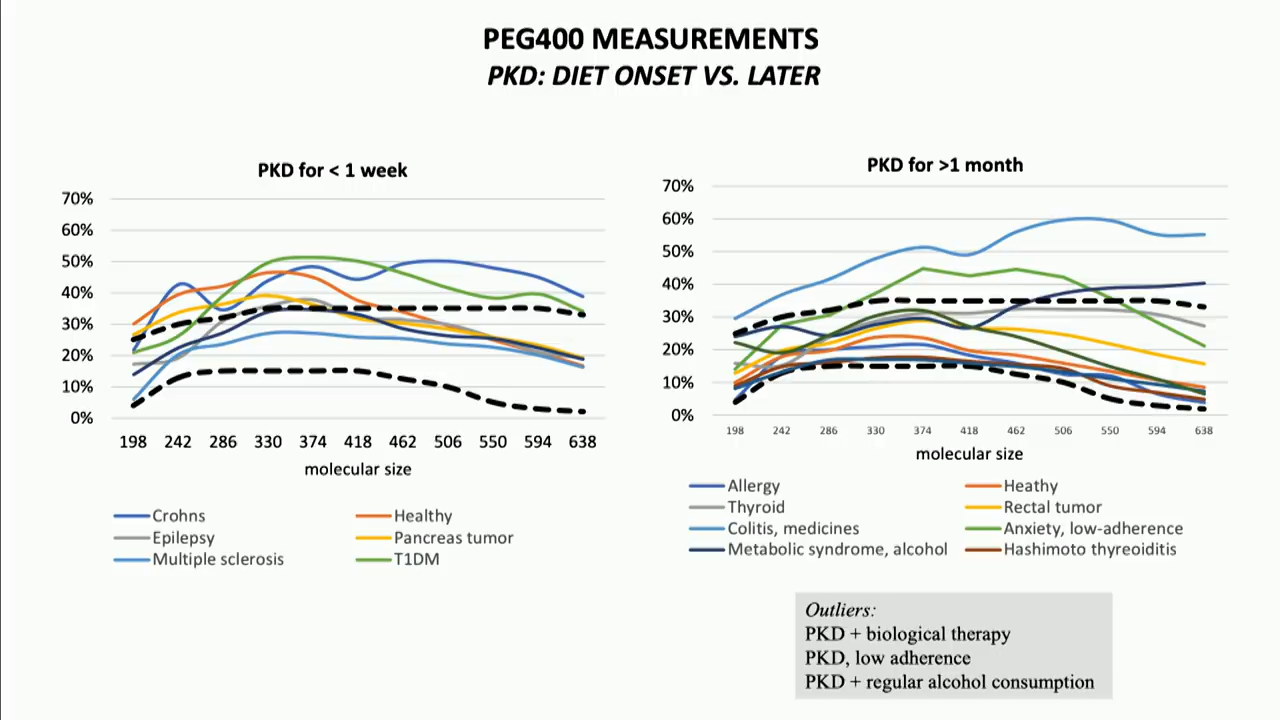 PEG400 MEASUREMENTS
PKD: DIET ONSET VS. LATER
PKD for < 1 week
70%
60%
50%
40%
30%
20%
10%
0%
198 242 286 330 374 418 462 506 550 594 638
molecular size
Crohns Healthy
Epilepsy Pancreas tumor
Multiple sclerosis T1DM
PKD for >1 month
70%
60%
50%
40%
30%
20%
10%
0%
198 242 286 330 374 418 462 506 550 594 638
molecular size
Allergy Heathy
Thyroid Rectal tumor
Colitis, medicines Anxiety, low-adherence
Metabolic syndrome, alcohol Hashimoto thyreoiditis
Outliers:
PKD + biological therapy
PKD, low adherence
PKD + regular alcohol consumption